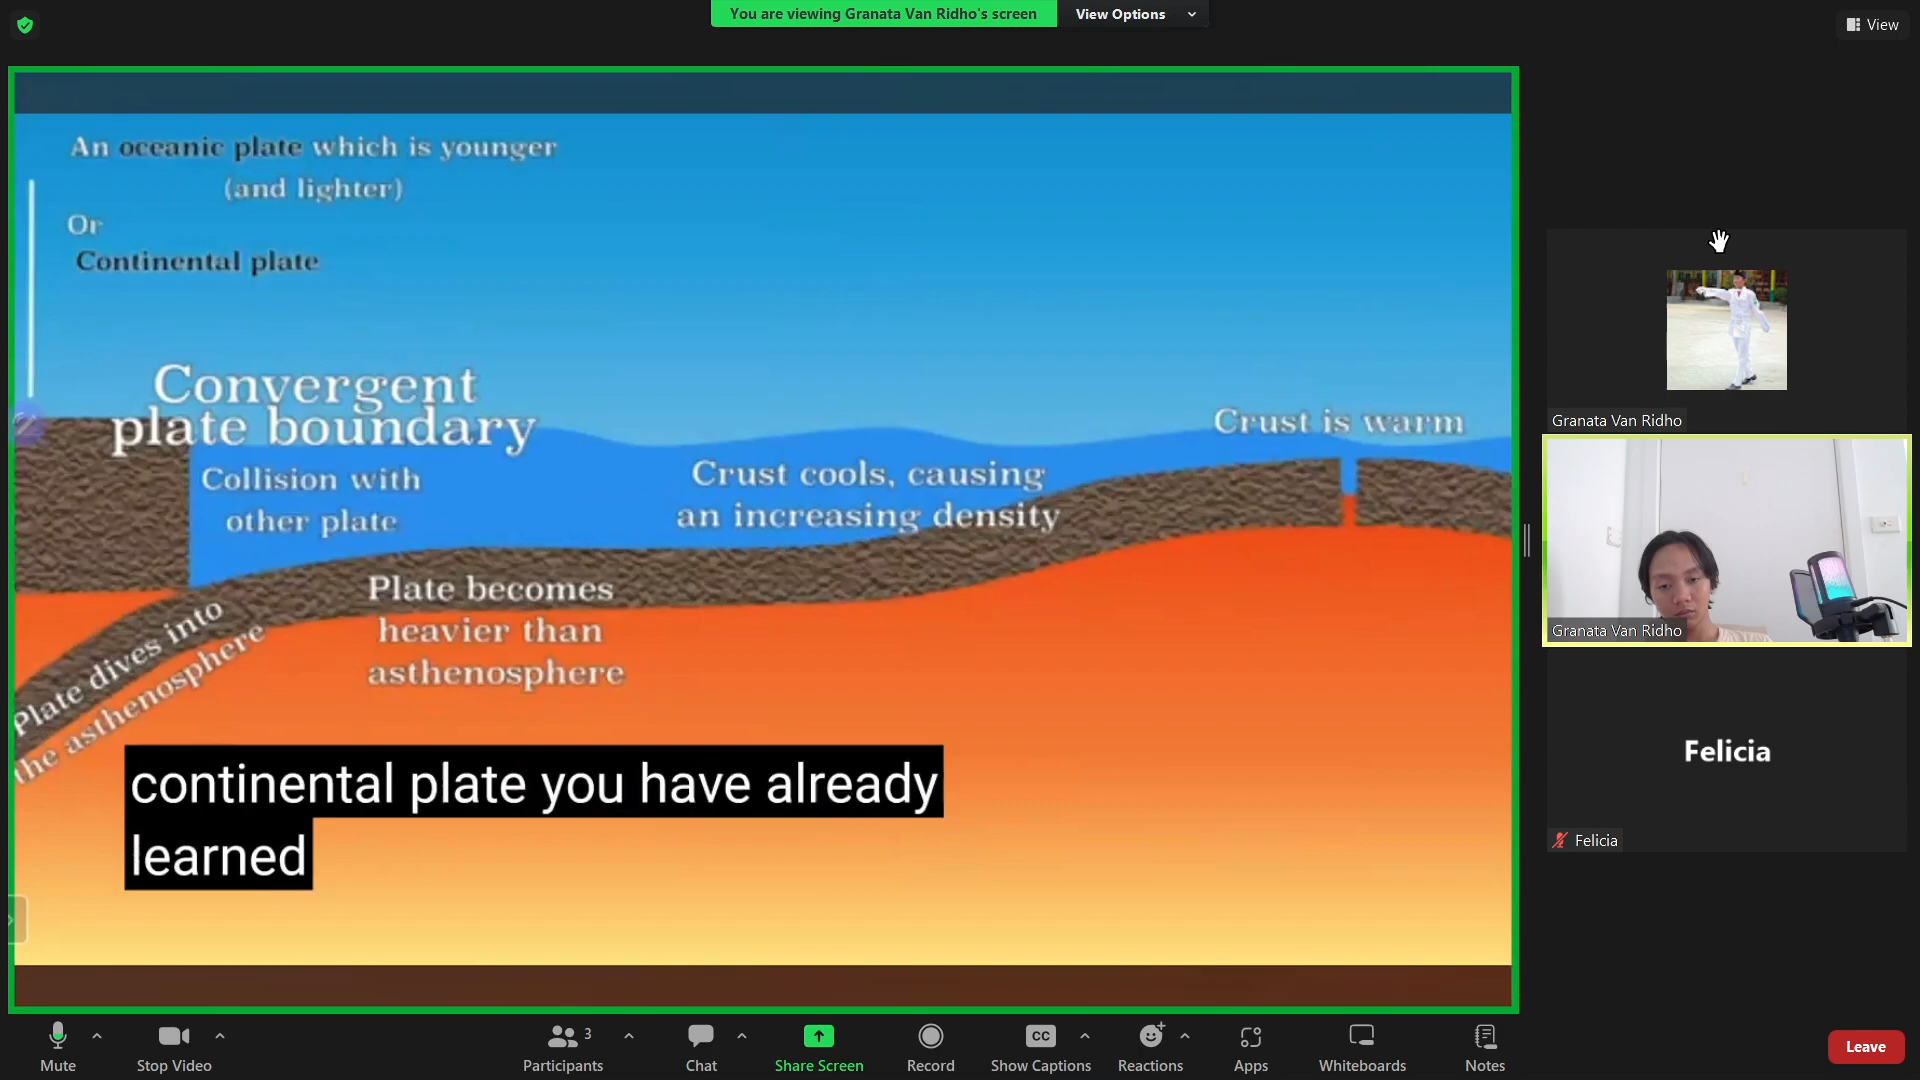 You are viewing Granata Van Ridho's screen
View Options
View
An oceanic plate which is younger
(and lighter)
Or
Continental plate
Convergent
plate boundary
Collision with
other plate
Crust cools, causing
an increasing density
Crust is warm
Plate becomes
heavier than
asthenosphere
Plate dives into
the asthenosphere
continental plate you have already
learned
Granata Van Ridho
Granata Van Ridho
Felicia
Felicia
Mute
Stop Video
3
Participants
Chat
Share Screen
Record
CC
Show Captions
Reactions
Apps
Whiteboards
Notes
Leave